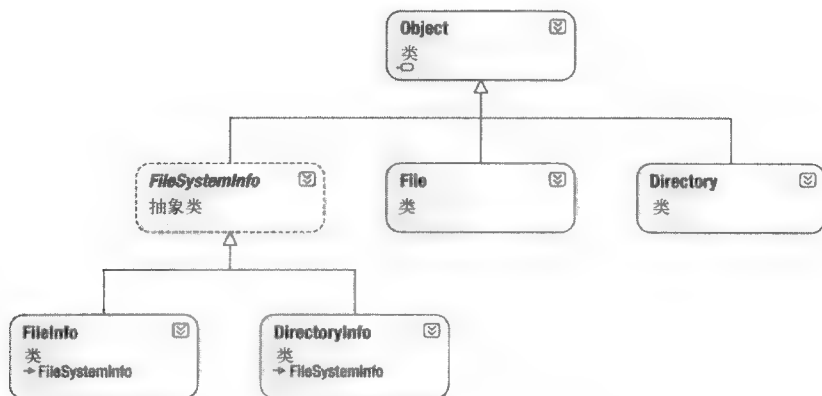 Object
类
FileSystemInfo
抽象类
File
类
Directory
类
FileInfo
类
FileSystemInfo
DirectoryInfo
类
FileSystemInfo